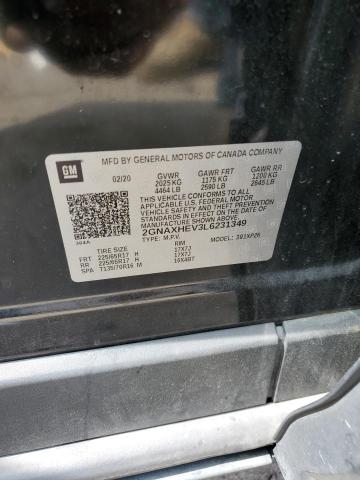 GM
MFD BY GENERAL MOTORS OF CANADA COMPANY
02/20 GVWR GAWR FRT GAWR RR
2025 KG 1175 KG 1200 KG
4464 LB 2590 LB 2645 LB
THIS VEHICLE CONFORMS TO ALL
APPLICABLE U.S. FEDERAL MOTOR
VEHICLE SAFETY, BUMPER, AND THEFT
PREVENTION STANDARDS IN EFFECT ON
THE DATE OF MANUFACTURE SHOWN ABOVE.
2GNAXHEV3L6231349
TYPE: M.P.V. MODEL:
TIRE SIZE RIM
FRT 225/65R17 H 17X7J
RR 225/65R17 H 17X7J
SPA T135/70R16 M 16X4BT